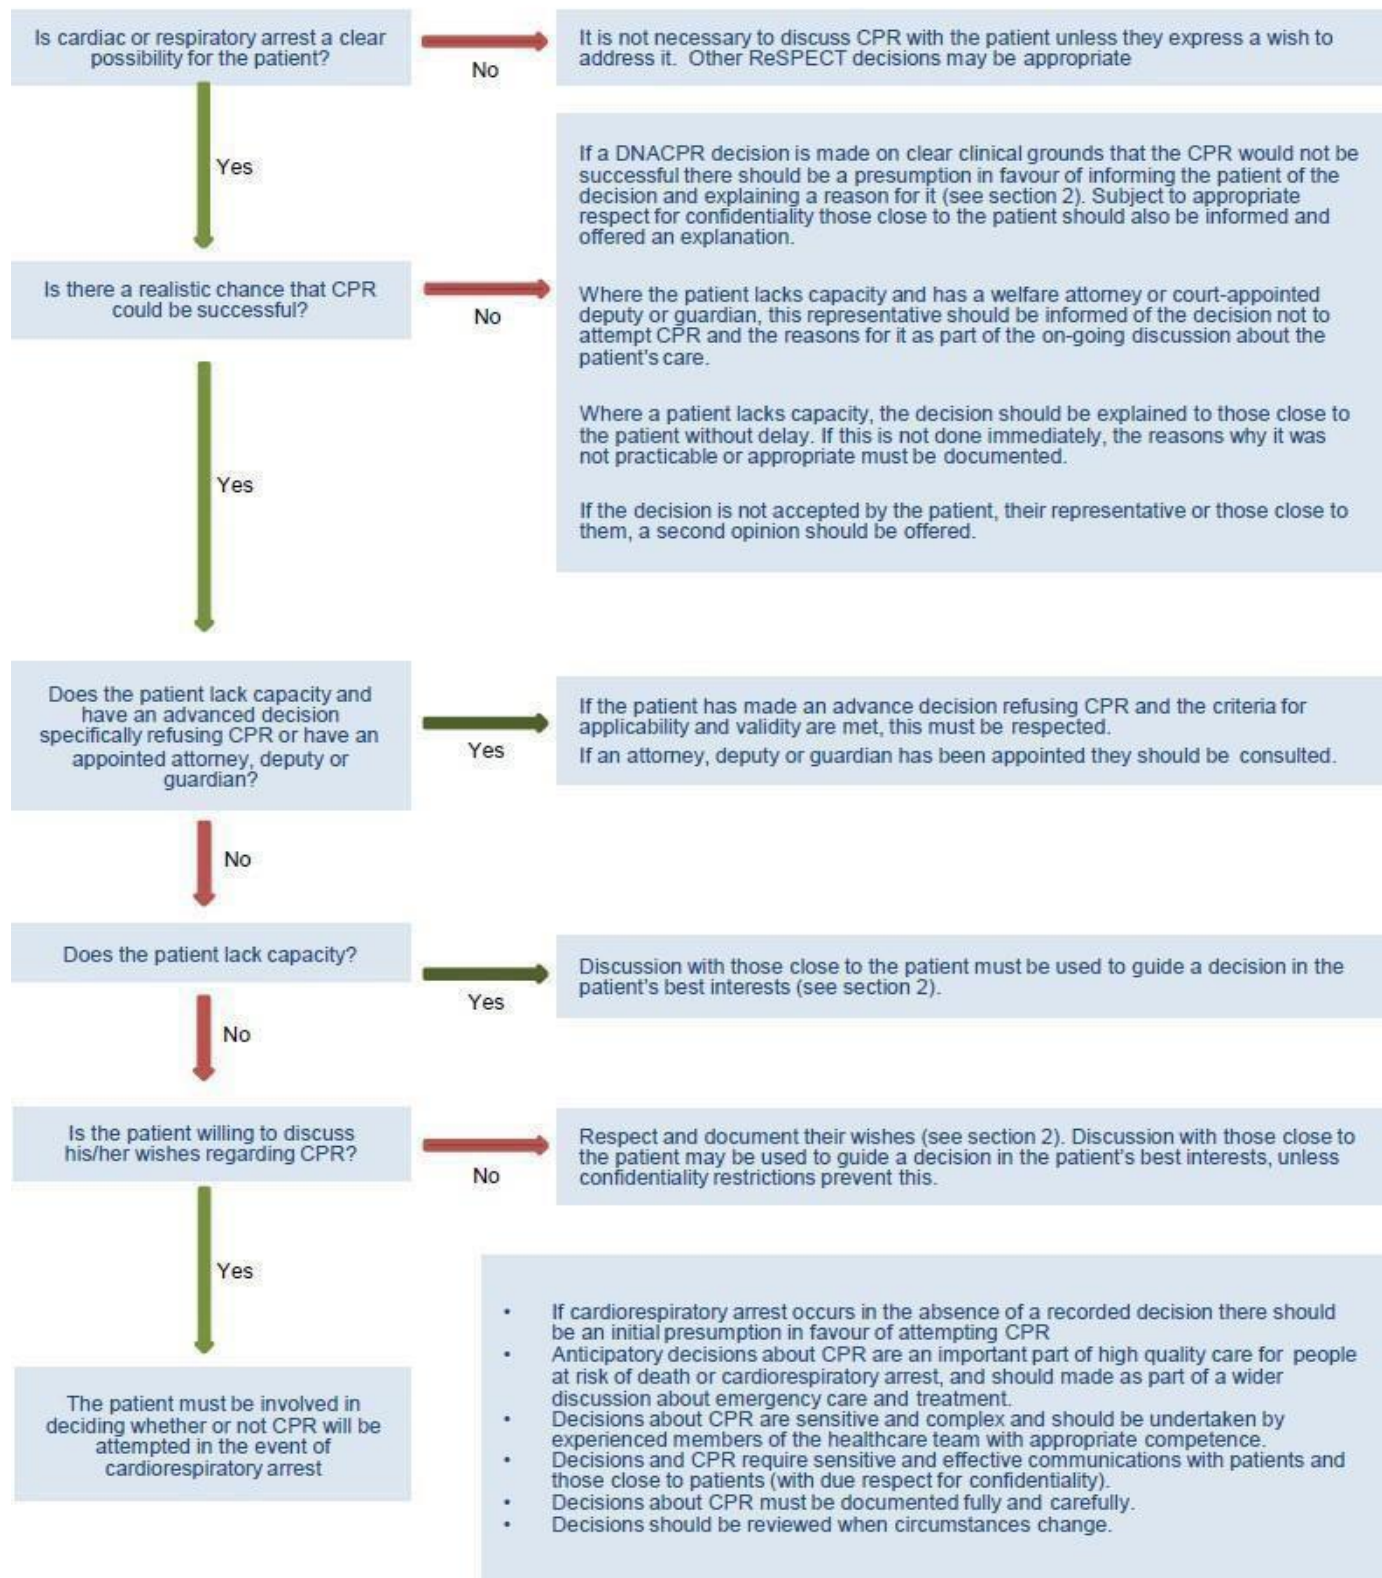 Is cardiac or respiratory arrest a clear
possibility for the patient?
No
It is not necessary to discuss CPR with the patient unless they express a wish to
address it. Other ReSPECT decisions may be appropriate
Yes
If a DNACPR decision is made on clear clinical grounds that the CPR would not be
successful there should be a presumption in favour of informing the patient of the
decision and explaining a reason for it (see section 2). Subject to appropriate
respect for confidentiality those close to the patient should also be informed and
offered an explanation.
Is there a realistic chance that CPR
could be successful?
No
Where the patient lacks capacity and has a welfare attorney or court-appointed
deputy or guardian, this representative should be informed of the decision not to
attempt CPR and the reasons for it as part of the on-going discussion about the
patient's care.
Where a patient lacks capacity, the decision should be explained to those close to
the patient without delay. If this is not done immediately, the reasons why it was
not practicable or appropriate must be documented.
If the decision is not accepted by the patient, their representative or those close to
them, a second opinion should be offered.
Yes
Does the patient lack capacity and
have an advanced decision
specifically refusing CPR or have an
appointed attorney, deputy or
guardian?
Yes
If the patient has made an advance decision refusing CPR and the criteria for
applicability and validity are met, this must be respected.
If an attorney, deputy or guardian has been appointed they should be consulted.
No
Does the patient lack capacity?
Yes
Discussion with those close to the patient must be used to guide a decision in the
patient's best interests (see section 2).
No
Is the patient willing to discuss
his/her wishes regarding CPR?
No
Respect and document their wishes (see section 2). Discussion with those close to
the patient may be used to guide a decision in the patient's best interests, unless
confidentiality restrictions prevent this.
Yes
The patient must be involved in
deciding whether or not CPR will be
attempted in the event of
cardiorespiratory arrest
• If cardiorespiratory arrest occurs in the absence of a recorded decision there should
be an initial presumption in favour of attempting CPR
• Anticipatory decisions about CPR are an important part of high quality care for people
at risk of death or cardiorespiratory arrest, and should made as part of a wider
discussion about emergency care and treatment.
• Decisions about CPR are sensitive and complex and should be undertaken by
experienced members of the healthcare team with appropriate competence.
• Decisions and CPR require sensitive and effective communications with patients and
those close to patients (with due respect for confidentiality).
• Decisions about CPR must be documented fully and carefully.
• Decisions should be reviewed when circumstances change.